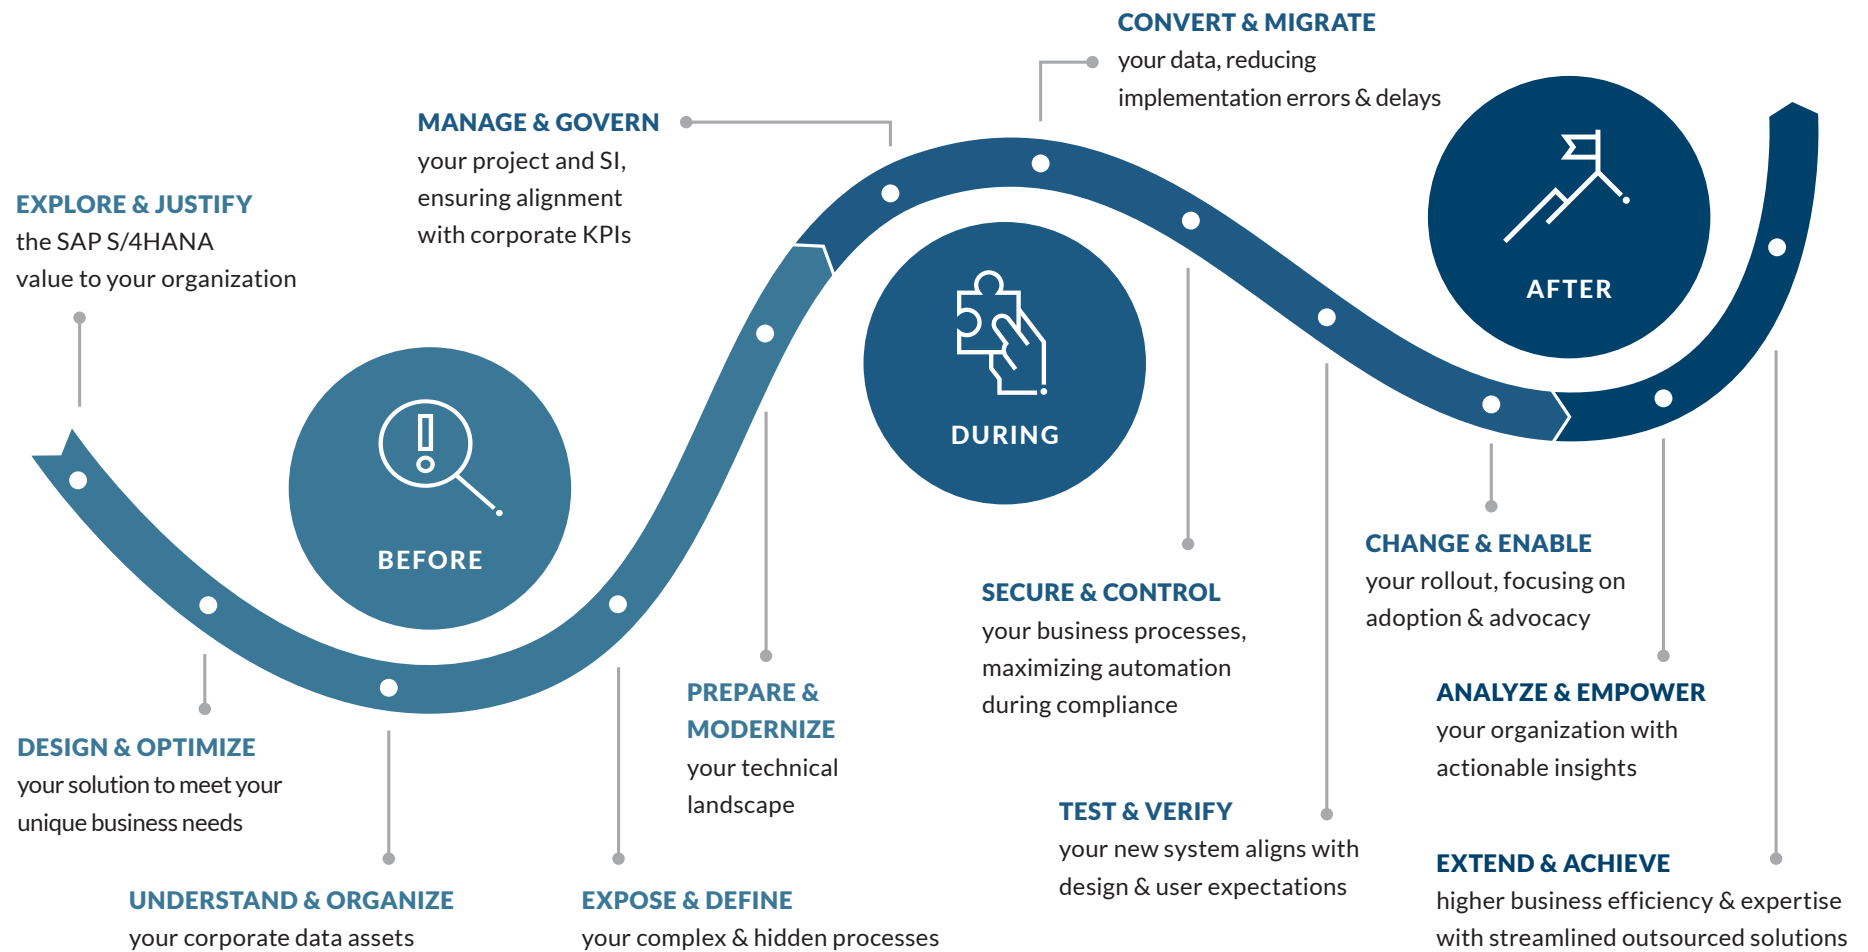 EXPLORE & JUSTIFY
the SAP S/4HANA
value to your organization
DESIGN & OPTIMIZE
your solution to meet your
unique business needs
UNDERSTAND & ORGANIZE
your corporate data assets
BEFORE
EXPOSE & DEFINE
your complex & hidden processes
PREPARE &
MODERNIZE
your technical
landscape
MANAGE & GOVERN
your project and SI,
ensuring alignment
with corporate KPIs
CONVERT & MIGRATE
your data, reducing
implementation errors & delays
DURING
SECURE & CONTROL
your business processes,
maximizing automation
during compliance
TEST & VERIFY
your new system aligns with
design & user expectations
CHANGE & ENABLE
your rollout, focusing on
adoption & advocacy
AFTER
ANALYZE & EMPOWER
your organization with
actionable insights
EXTEND & ACHIEVE
higher business efficiency & expertise
with streamlined outsourced solutions